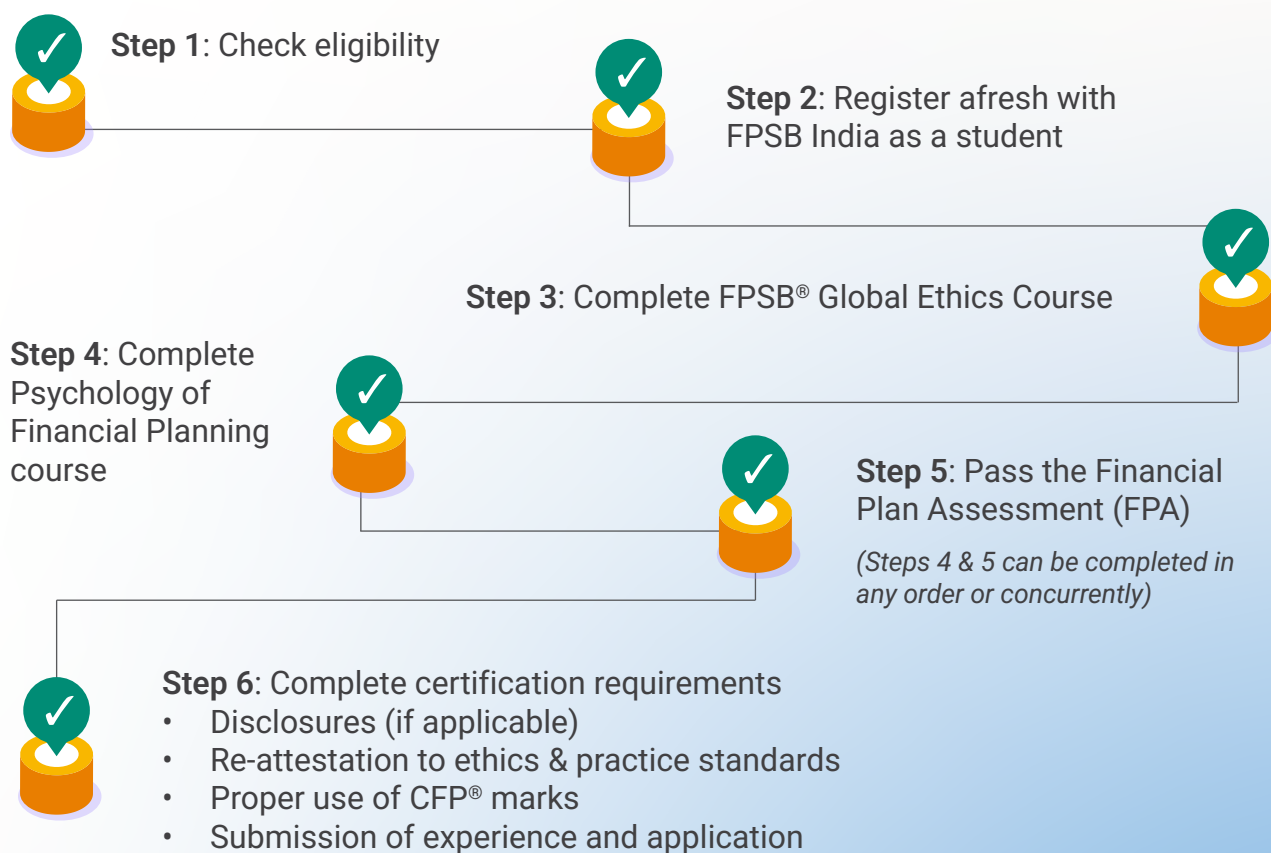 Step 1: Check eligibility
Step 2: Register afresh with
FPSB India as a student
Step 3: Complete FPSB® Global Ethics Course
Step 4: Complete
Psychology of
Financial Planning
course
Step 5: Pass the Financial
Plan Assessment (FPA)
(Steps 4 & 5 can be completed in
any order or concurrently)
Step 6: Complete certification requirements
• Disclosures (if applicable)
• Re-attestation to ethics & practice standards
• Proper use of CFP® marks
• Submission of experience and application